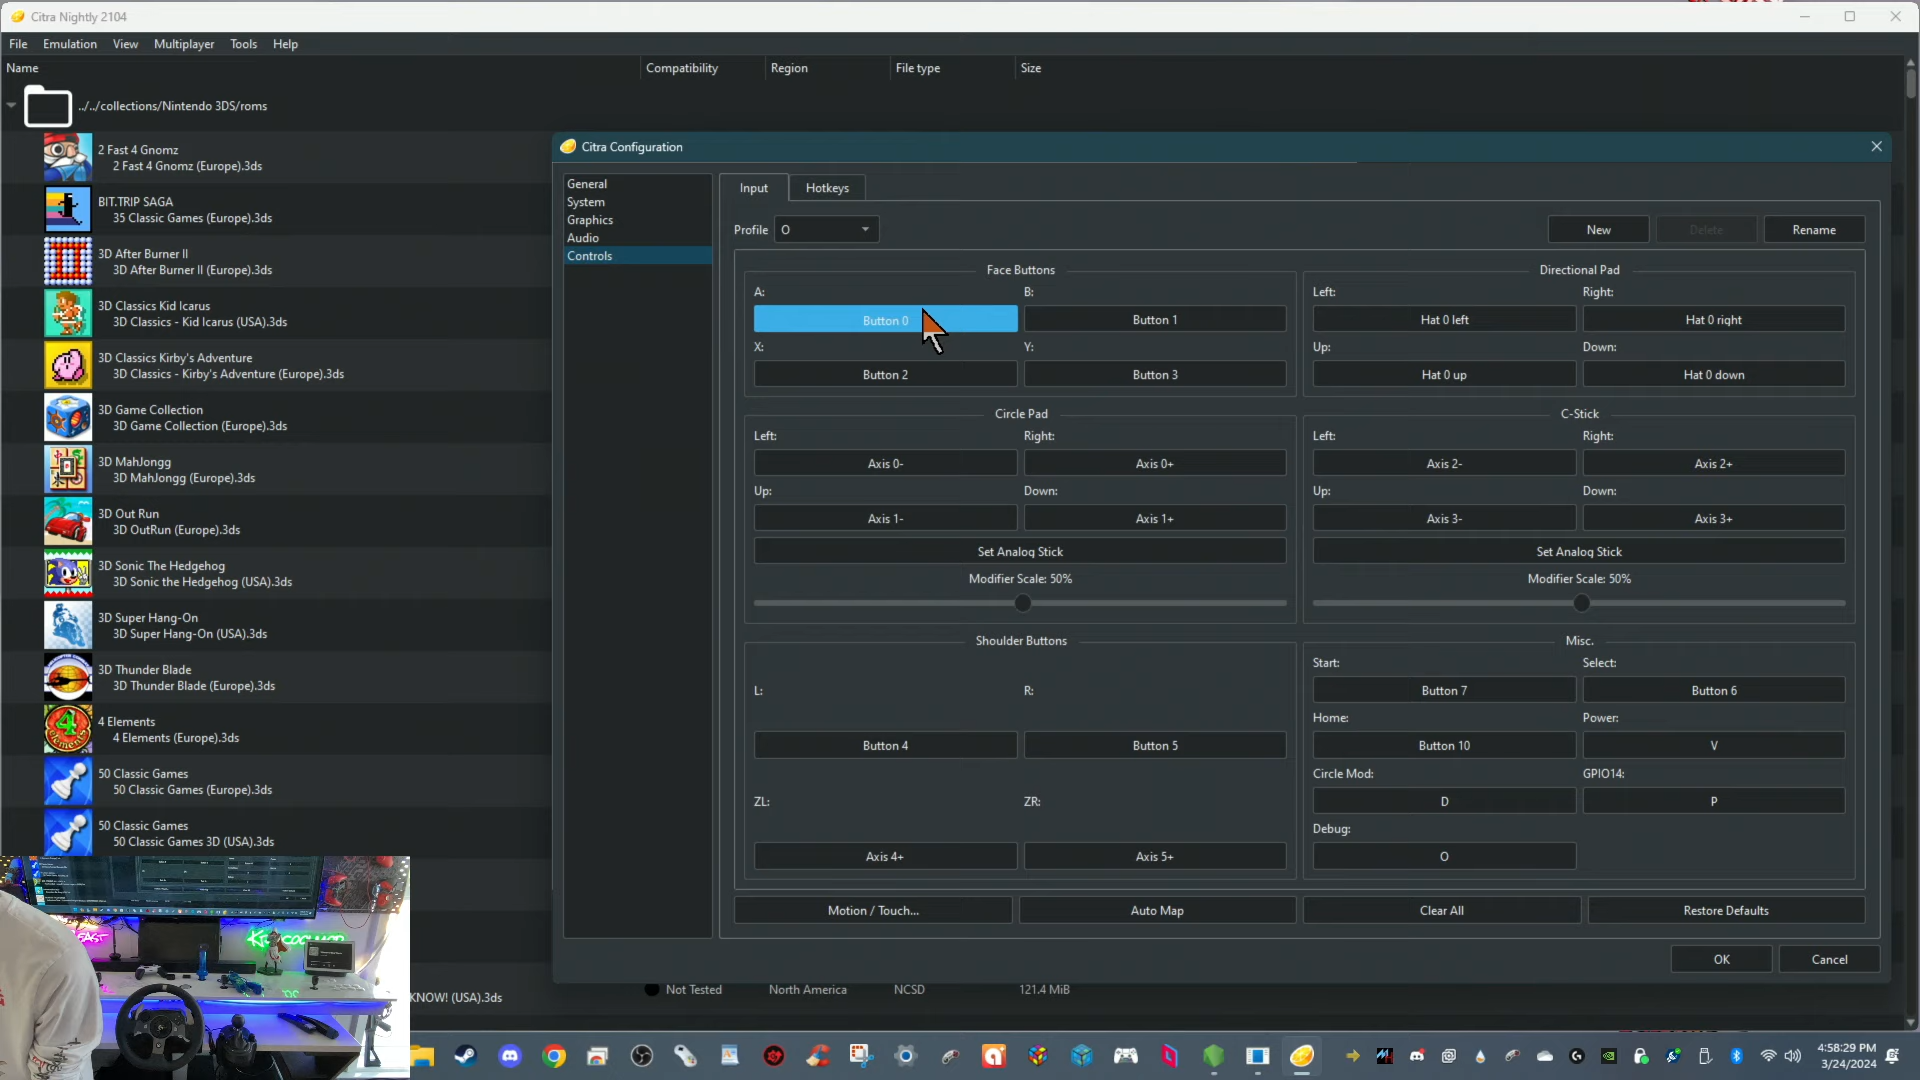 Citra Nightly 2104
File Emulation View Multiplayer Tools Help
Name Compatibility Region File type Size
../../collections/Nintendo 3DS/roms
2 Fast 4 Gnomz
2 Fast 4 Gnomz (Europe).3ds
BIT.TRIP SAGA
35 Classic Games (Europe).3ds
3D After Burner II
3D After Burner II (Europe).3ds
3D Classics Kid Icarus
3D Classics - Kid Icarus (USA).3ds
3D Classics Kirby's Adventure
3D Classics - Kirby's Adventure (Europe).3ds
3D Game Collection
3D Game Collection (Europe).3ds
3D MahJongg
3D MahJongg (Europe).3ds
3D Out Run
3D OutRun (Europe).3ds
3D Sonic The Hedgehog
3D Sonic the Hedgehog (USA).3ds
3D Super Hang-On
3D Super Hang-On (USA).3ds
3D Thunder Blade
3D Thunder Blade (Europe).3ds
4 Elements
4 Elements (Europe).3ds
50 Classic Games
50 Classic Games (Europe).3ds
50 Classic Games
50 Classic Games 3D (USA).3ds
KNOW! (USA).3ds Not Tested North America NCSD 121.4 MiB
Citra Configuration
General
System
Graphics
Audio
Controls
Input Hotkeys
Profile O New Delete Rename
Face Buttons
A: B:
Button 0 Button 1
X: Y:
Button 2 Button 3
Directional Pad
Left: Right:
Hat 0 left Hat 0 right
Up: Down:
Hat 0 up Hat 0 down
Circle Pad
Left: Right:
Axis 0- Axis 0+
Up: Down:
Axis 1- Axis 1+
Set Analog Stick
Modifier Scale: 50%
C-Stick
Left: Right:
Axis 2- Axis 2+
Up: Down:
Axis 3- Axis 3+
Set Analog Stick
Modifier Scale: 50%
Shoulder Buttons
L: R:
Button 4 Button 5
ZL: ZR:
Axis 4+ Axis 5+
Misc.
Start: Select:
Button 7 Button 6
Home: Power:
Button 10 V
Circle Mod: GPIO14:
D P
Debug:
O
Motion / Touch... Auto Map Clear All Restore Defaults
OK Cancel
4:58:29 PM
3/24/2024